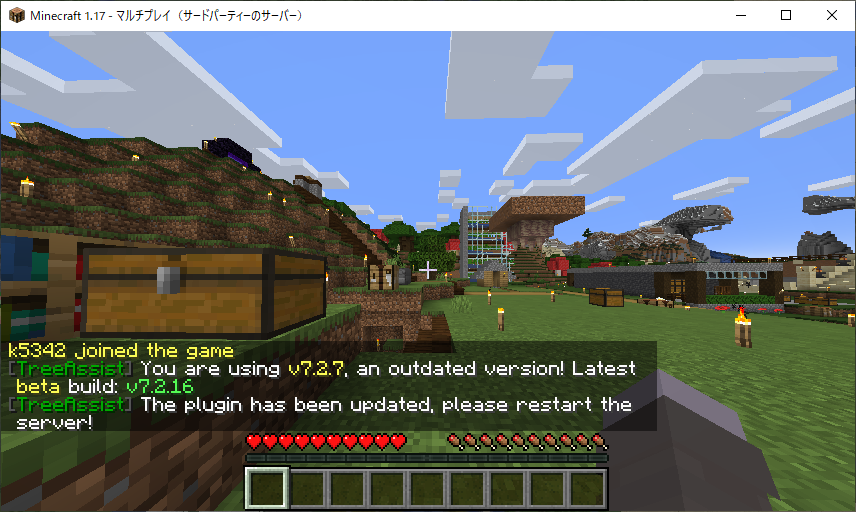 Minecraft 1.17 - マルチプレイ（サードパーティーのサーバー）
k5342 joined the game
[TreeAssist] You are using v7.2.7, an outdated version! Latest
beta build: v7.2.16
[TreeAssist] The plugin has been updated, please restart the
server!